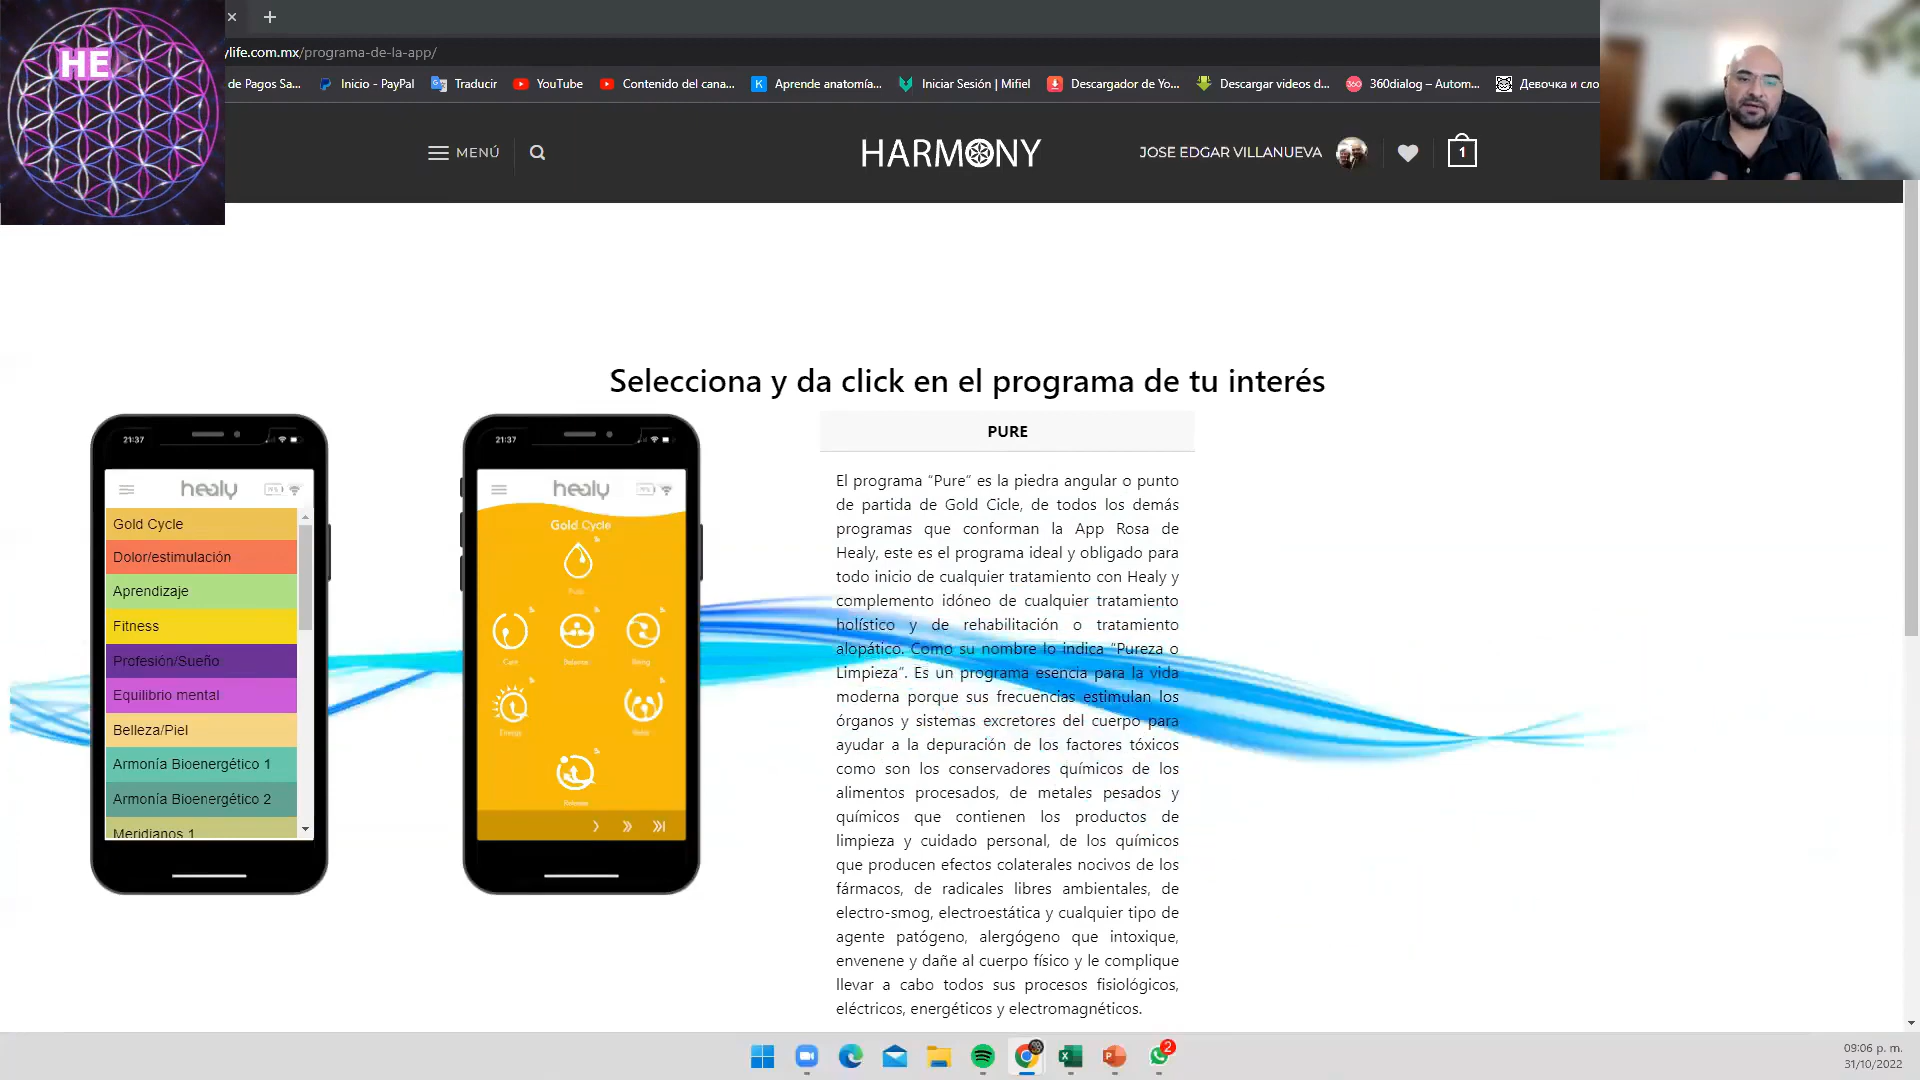 HE
ylife.com.mx/programa-de-la-app/
de Pagos Sa...
Inicio - PayPal
Traducir
YouTube
Contenido del cana...
Aprende anatomía...
Iniciar Sesión | Mifiel
Descargador de Yo...
Descargar videos d...
360dialog – Autom...
Девочка и сло
MENÚ
HARMONY
JOSE EDGAR VILLANUEVA
1
Selecciona y da click en el programa de tu interés
21:37
healy
Gold Cycle
Dolor/estimulación
Aprendizaje
Fitness
Profesión/Sueño
Equilibrio mental
Belleza/Piel
Armonía Bioenergético 1
Armonía Bioenergético 2
Meridianos 1
21:37
healy
Gold Cycle
Pure
Care
Balance
Being
Energy
Relax
Release
PURE
El programa “Pure” es la piedra angular o punto
de partida de Gold Cicle, de todos los demás
programas que conforman la App Rosa de
Healy, este es el programa ideal y obligado para
todo inicio de cualquier tratamiento con Healy y
complemento idóneo de cualquier tratamiento
holístico y de rehabilitación o tratamiento
alopático. Como su nombre lo indica “Pureza o
Limpieza”. Es un programa esencia para la vida
moderna porque sus frecuencias estimulan los
órganos y sistemas excretores del cuerpo para
ayudar a la depuración de los factores tóxicos
como son los conservadores químicos de los
alimentos procesados, de metales pesados y
químicos que contienen los productos de
limpieza y cuidado personal, de los químicos
que producen efectos colaterales nocivos de los
fármacos, de radicales libres ambientales, de
electro-smog, electroestática y cualquier tipo de
agente patógeno, alergógeno que intoxique,
envenene y dañe al cuerpo físico y le complique
llevar a cabo todos sus procesos fisiológicos,
eléctricos, energéticos y electromagnéticos.
2
09:06 p. m.
31/10/2022